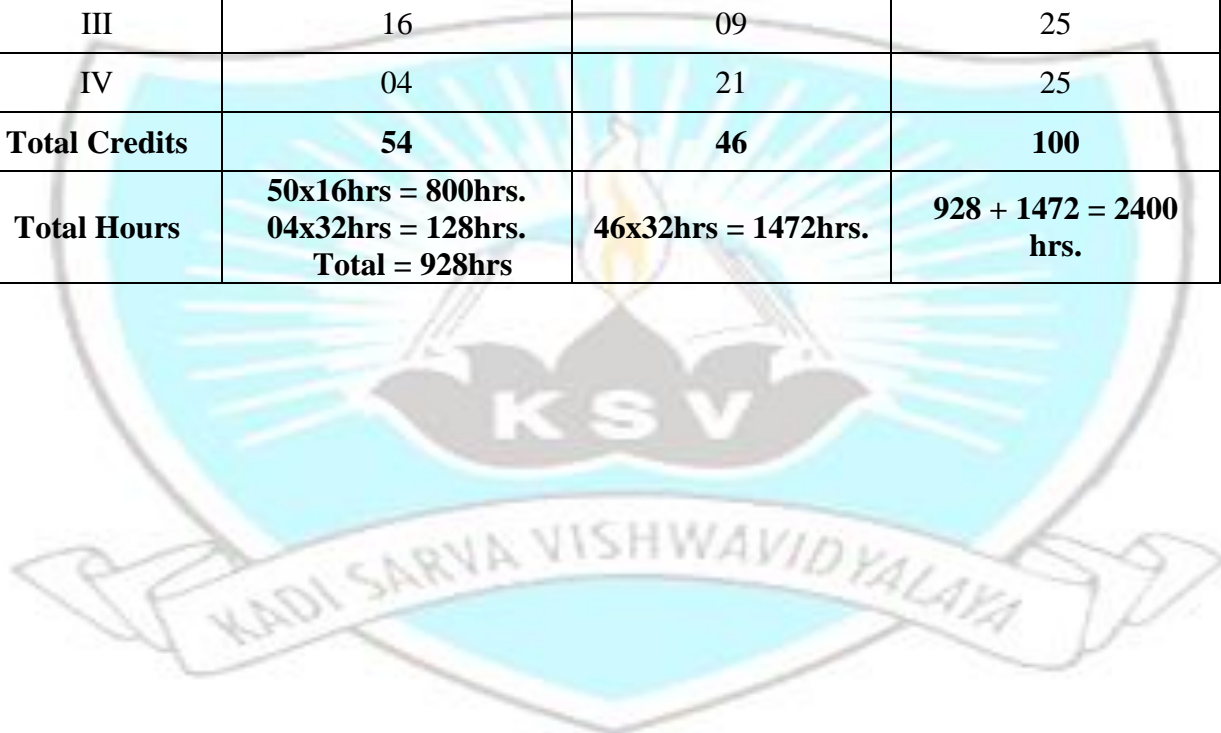 III 16 09 25
IV 04 21 25
Total Credits 54 46 100
Total Hours
50x16hrs = 800hrs.
04x32hrs = 128hrs.
Total = 928hrs
46x32hrs = 1472hrs.
928 + 1472 = 2400
hrs.
KSV
KADI SARVA VISHWAVIDYALAYA